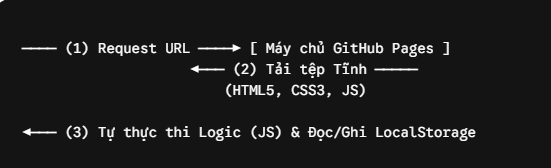 ──── (1) Request URL ────► [ Máy chủ GitHub Pages ]
◄──── (2) Tải tệp Tĩnh ─────
(HTML5, CSS3, JS)
◄──── (3) Tự thực thi Logic (JS) & Đọc/Ghi LocalStorage